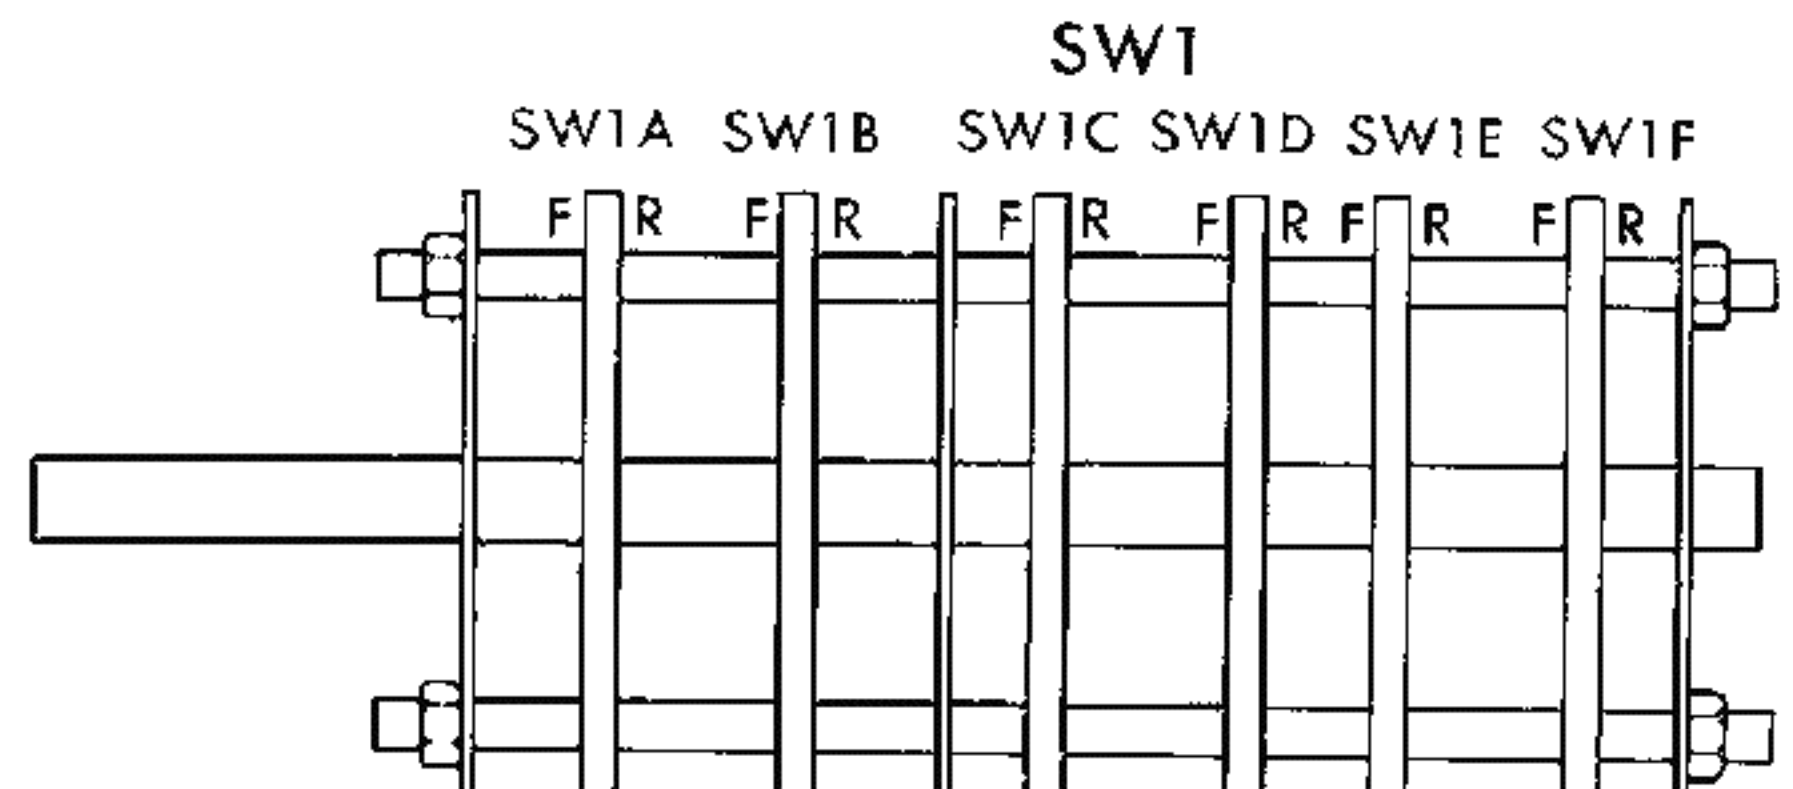 SW1
SW1A SW1B SW1C SW1D SW1E SW1F
F R F R F R F R F R F R